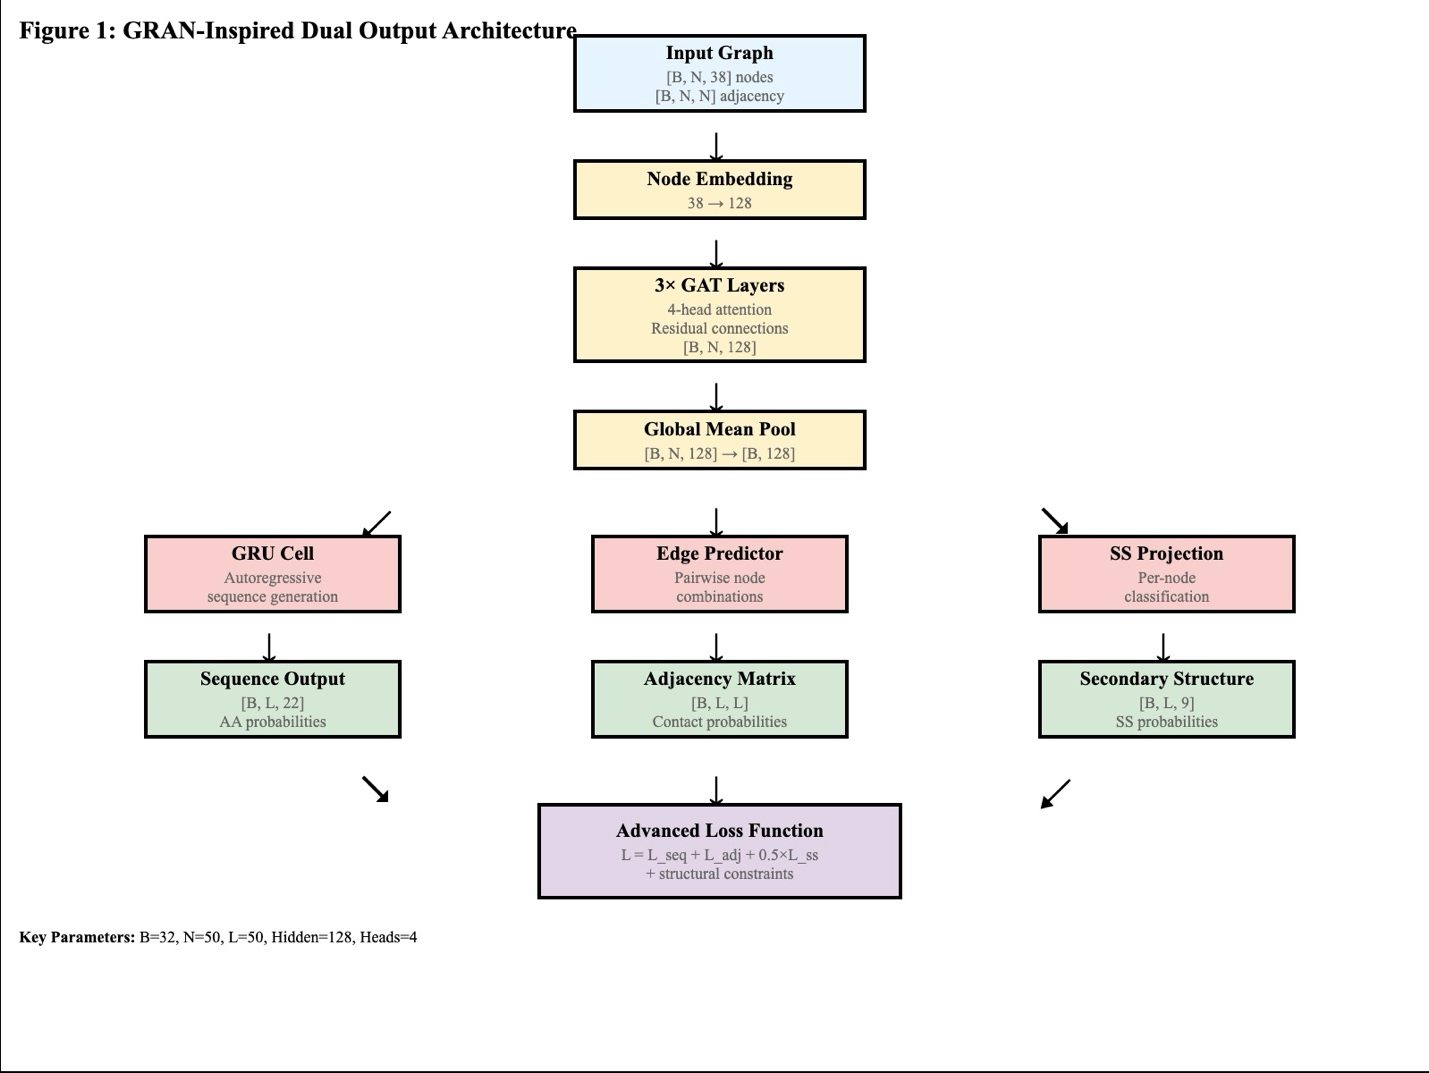 Figure 1: GRAN-Inspired Dual Output Architecture
Input Graph
[B, N, 38] nodes
[B, N, N] adjacency
Node Embedding
38 → 128
3× GAT Layers
4-head attention
Residual connections
[B, N, 128]
Global Mean Pool
[B, N, 128] → [B, 128]
GRU Cell
Autoregressive
sequence generation
Edge Predictor
Pairwise node
combinations
SS Projection
Per-node
classification
Sequence Output
[B, L, 22]
AA probabilities
Adjacency Matrix
[B, L, L]
Contact probabilities
Secondary Structure
[B, L, 9]
SS probabilities
Advanced Loss Function
L = L_seq + L_adj + 0.5×L_ss
+ structural constraints
Key Parameters: B=32, N=50, L=50, Hidden=128, Heads=4